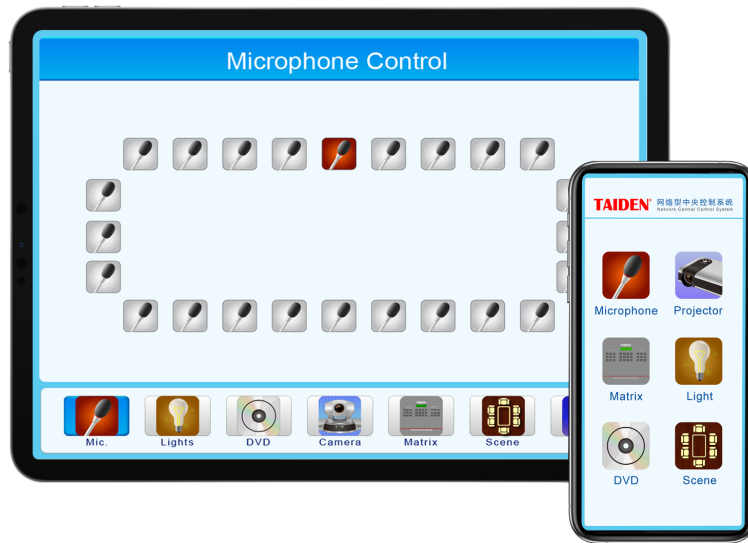 Microphone Control
TAIDEN® 网络型中央控制系统
Network Central Control System
Microphone Projector
Matrix Light
DVD Scene
Mic. Lights DVD Camera Matrix Scene